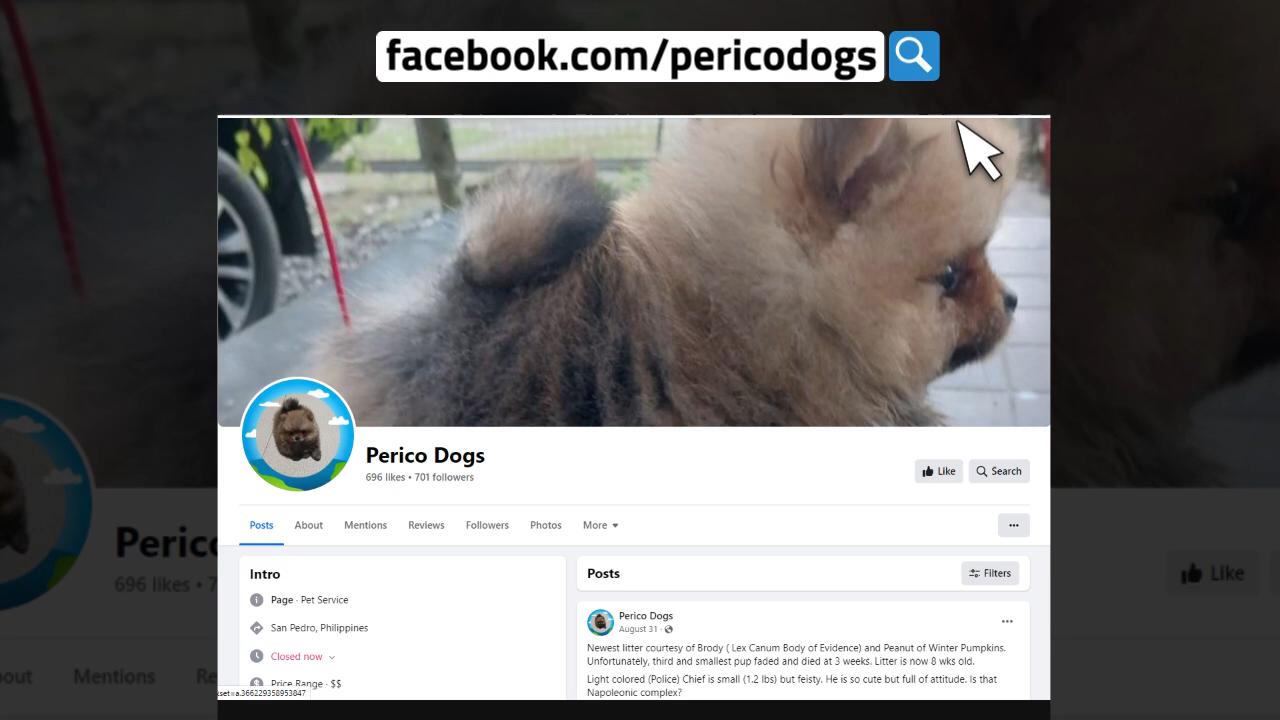 facebook.com/pericodogs
Perico Dogs
696 likes • 701 followers
Like
Search
Posts
About
Mentions
Reviews
Followers
Photos
More
Intro
Page · Pet Service
San Pedro, Philippines
Closed now
Price Range · $$
Posts
Filters
Perico Dogs
August 31 ·
Newest litter courtesy of Brody ( Lex Canum Body of Evidence) and Peanut of Winter Pumpkins.
Unfortunately, third and smallest pup faded and died at 3 weeks. Litter is now 8 wks old.
Light colored (Police) Chief is small (1.2 lbs) but feisty. He is so cute but full of attitude. Is that
Napoleonic complex?
set=a.366229358953847
Perico
696 likes • 7
Like
bout
Mentions
Re